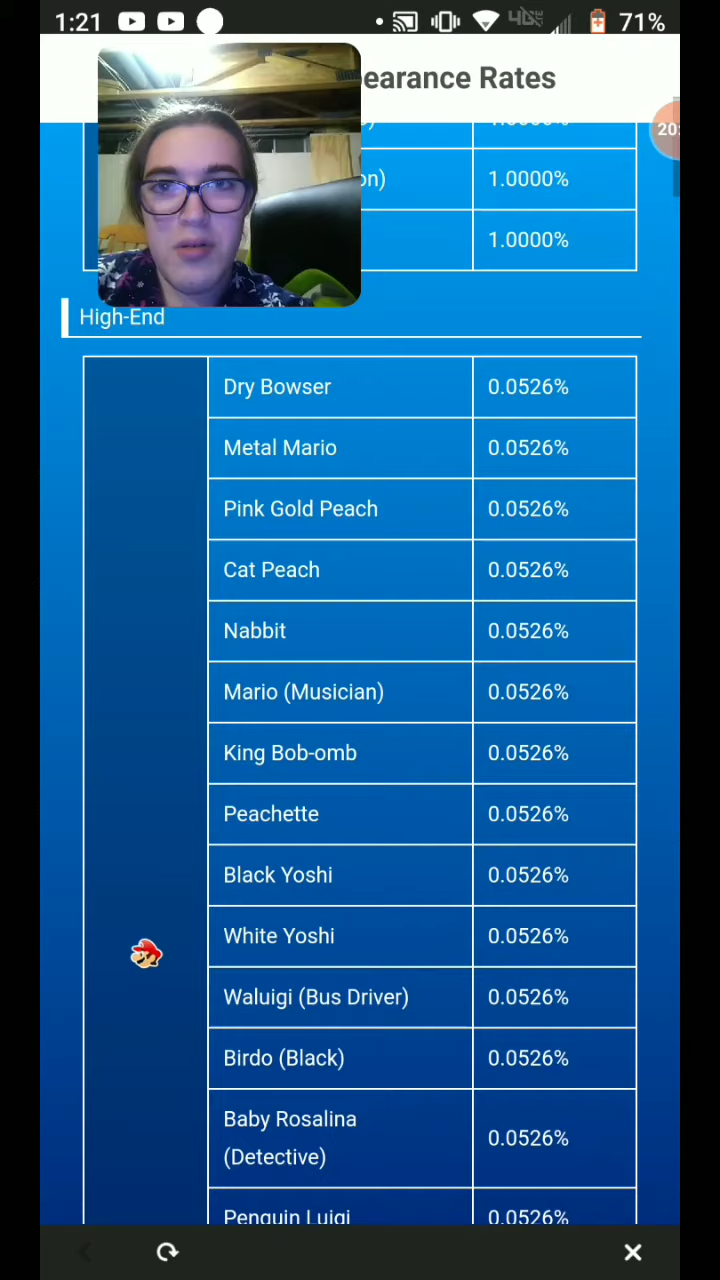 1:21
71%
earance Rates
20:
on)
1.0000%
1.0000%
High-End
Dry Bowser
0.0526%
Metal Mario
0.0526%
Pink Gold Peach
0.0526%
Cat Peach
0.0526%
Nabbit
0.0526%
Mario (Musician)
0.0526%
King Bob-omb
0.0526%
Peachette
0.0526%
Black Yoshi
0.0526%
White Yoshi
0.0526%
Waluigi (Bus Driver)
0.0526%
Birdo (Black)
0.0526%
Baby Rosalina
(Detective)
0.0526%
Penguin Luigi
0.0526%